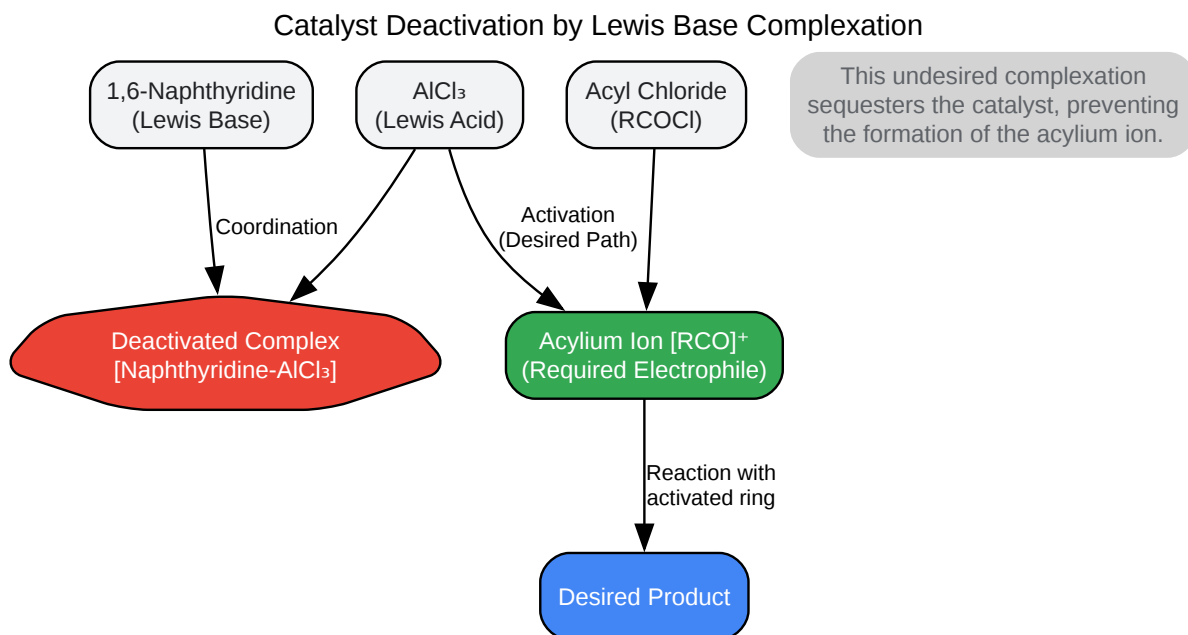 Catalyst Deactivation by Lewis Base Complexation
1,6-Naphthyridine
(Lewis Base)
AlCl₃
(Lewis Acid)
Acyl Chloride
(RCOCl)
This undesired complexation
sequesters the catalyst, preventing
the formation of the acylium ion.
Coordination
Activation
(Desired Path)
Deactivated Complex
[Naphthyridine-AlCl₃]
Acylium Ion [RCO]⁺
(Required Electrophile)
Reaction with
activated ring
Desired Product